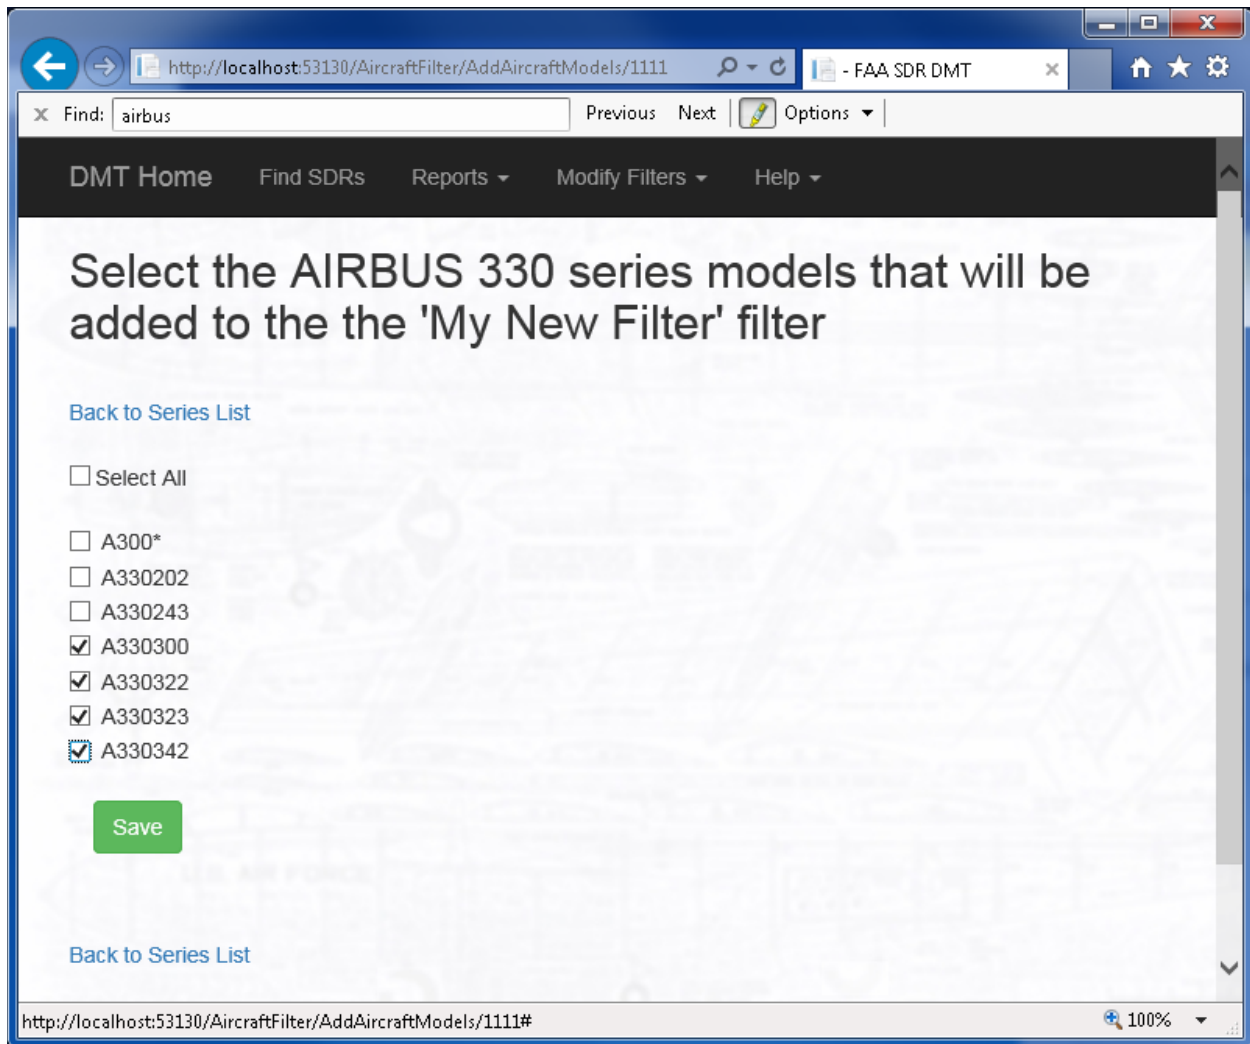 http://localhost:53130/AircraftFilter/AddAircraftModels/1111
- FAA SDR DMT
x Find: airbus Previous Next Options
DMT Home Find SDRs Reports Modify Filters Help
Select the AIRBUS 330 series models that will be
added to the the 'My New Filter' filter
Back to Series List
Select All
A300*
A330202
A330243
A330300
A330322
A330323
A330342
Save
U.S. AIR FORCE
Back to Series List
http://localhost:53130/AircraftFilter/AddAircraftModels/1111#
100%